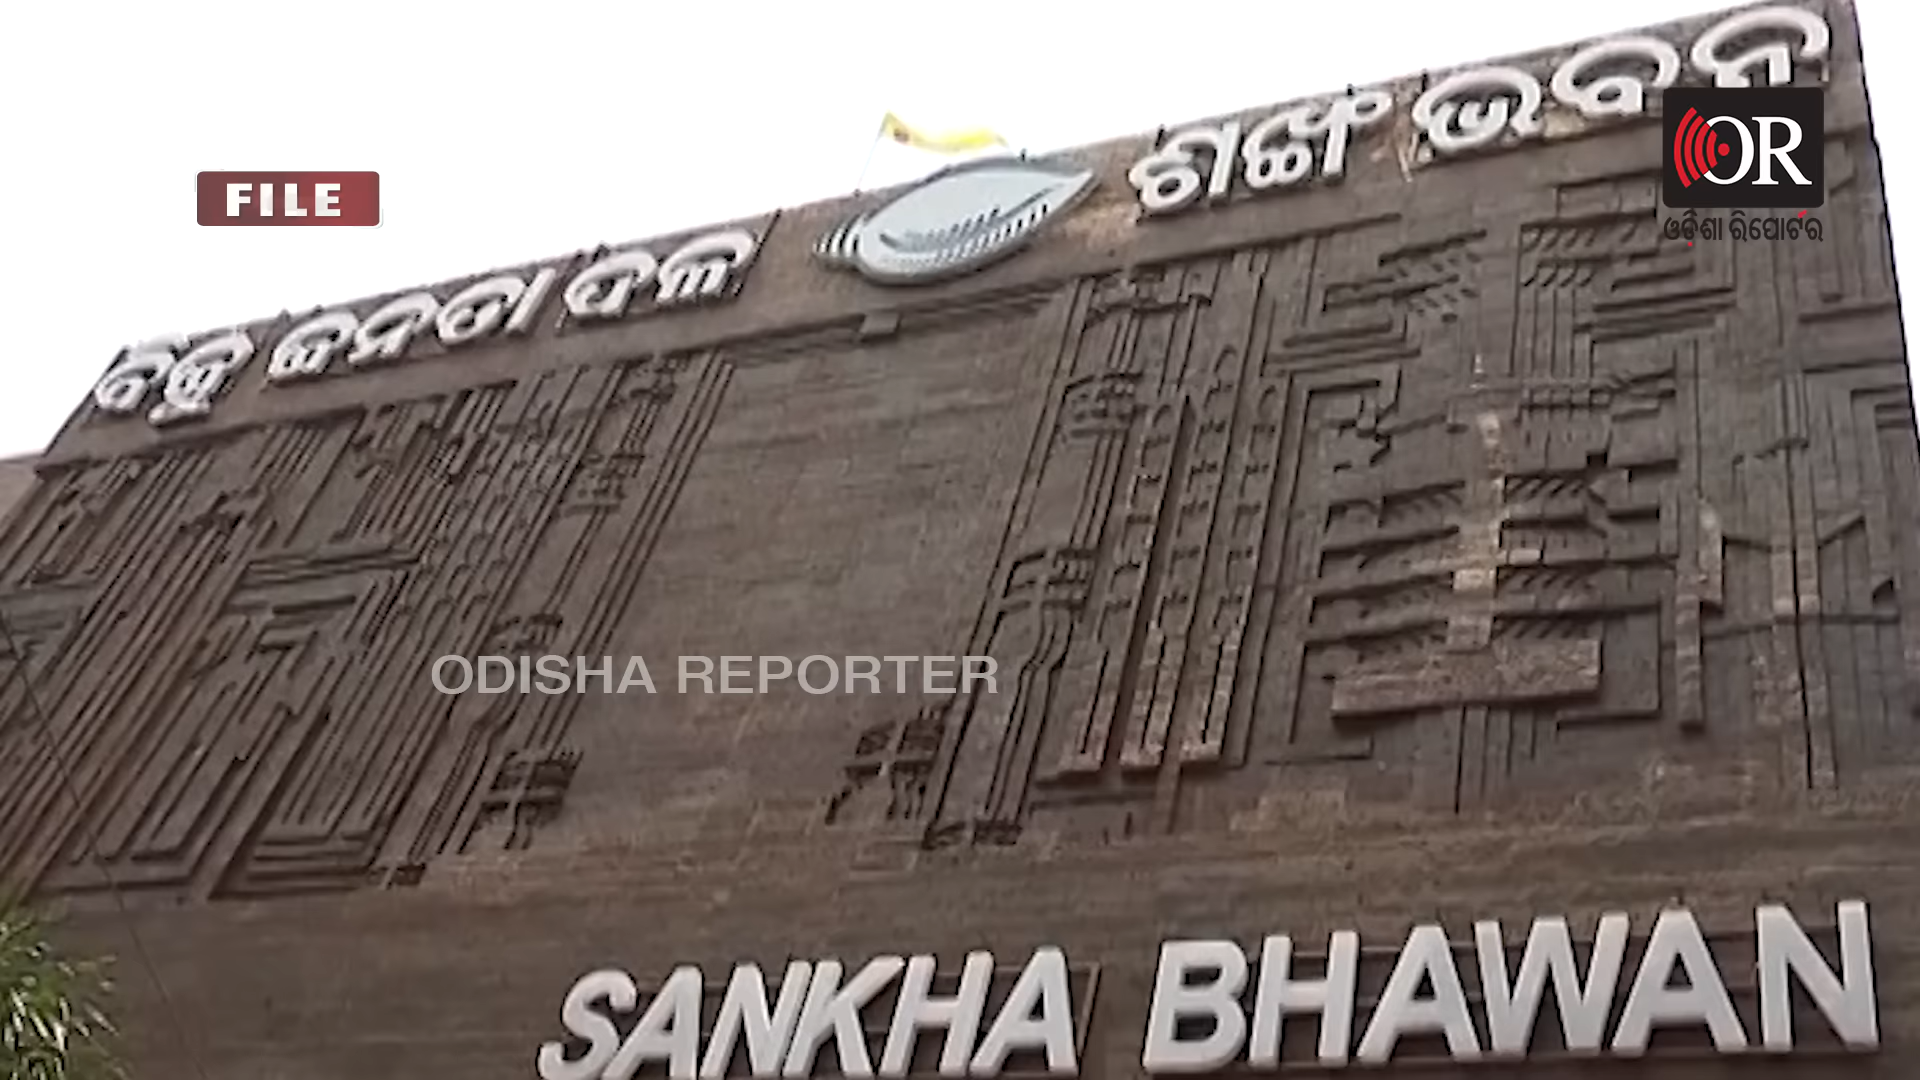 ବିଜୁ ଜନତା ଦଳ ଶଙ୍ଖ ଭବନ
FILE
OR
ଓଡ଼ିଶା ରିପୋର୍ଟର
ODISHA REPORTER
SANKHA BHAWAN